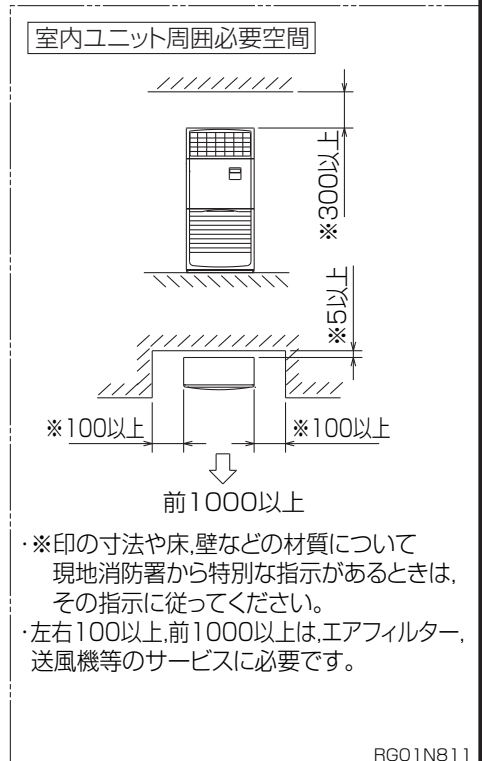 室内ユニット周囲必要空間
※300以上
※5以上
※100以上
※100以上
前1000以上
・※印の寸法や床,壁などの材質について
現地消防署から特別な指示があるときは,
その指示に従ってください。
・左右100以上,前1000以上は,エアフィルター,
送風機等のサービスに必要です。
RG01N811